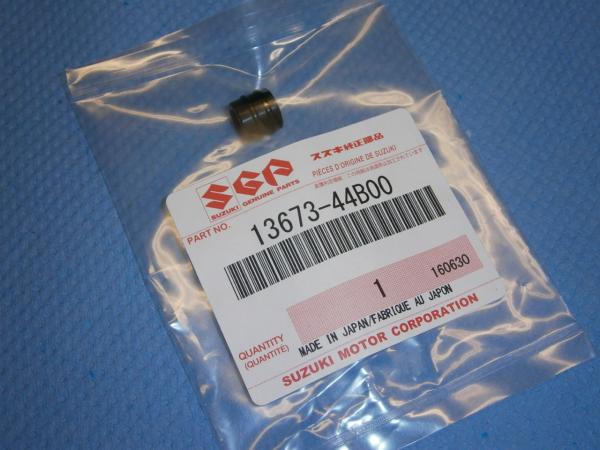 SGP
SUZUKI GENUINE PARTS
スズキ純正部品
PIÈCES D'ORIGINE DE SUZUKI
PART NO.
13673-44B00
1
160630
QUANTITY
(QUANTITÉ)
MADE IN JAPAN/FABRIQUE AU JAPON
SUZUKI MOTOR CORPORATION